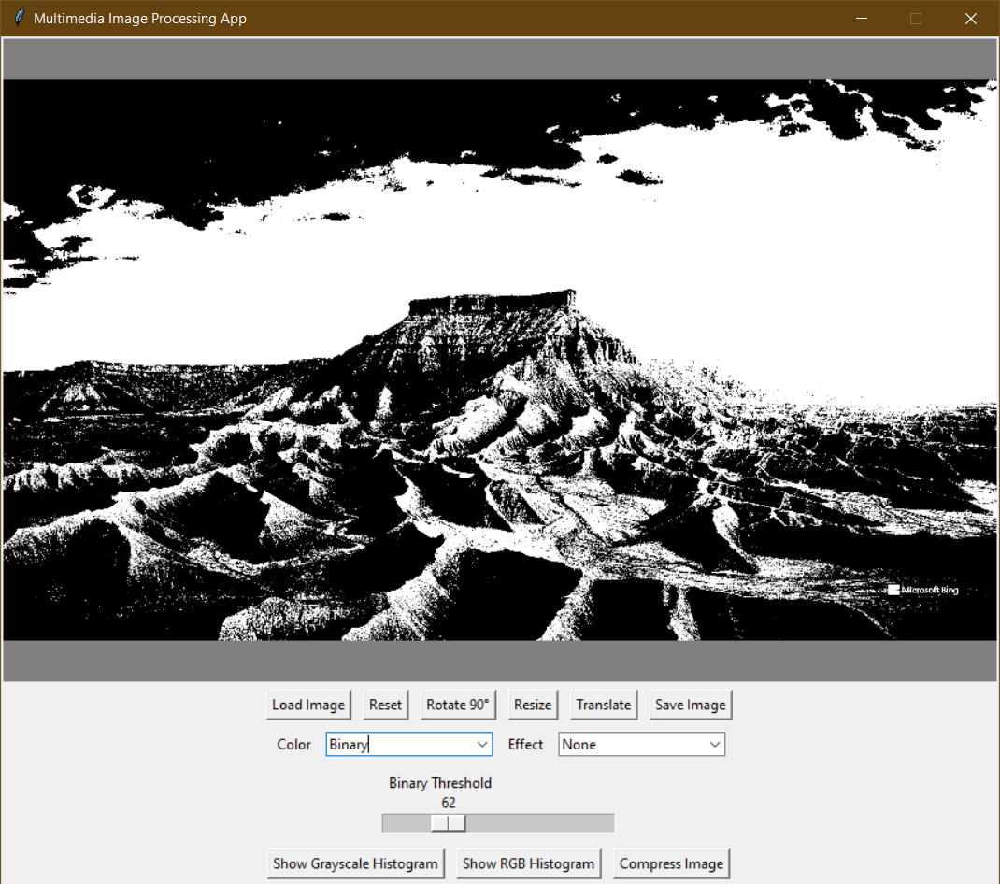 Multimedia Image Processing App
Microsoft Bing
Load Image Reset Rotate 90° Resize Translate Save Image
Color Binary Effect None
Binary Threshold
62
Show Grayscale Histogram Show RGB Histogram Compress Image